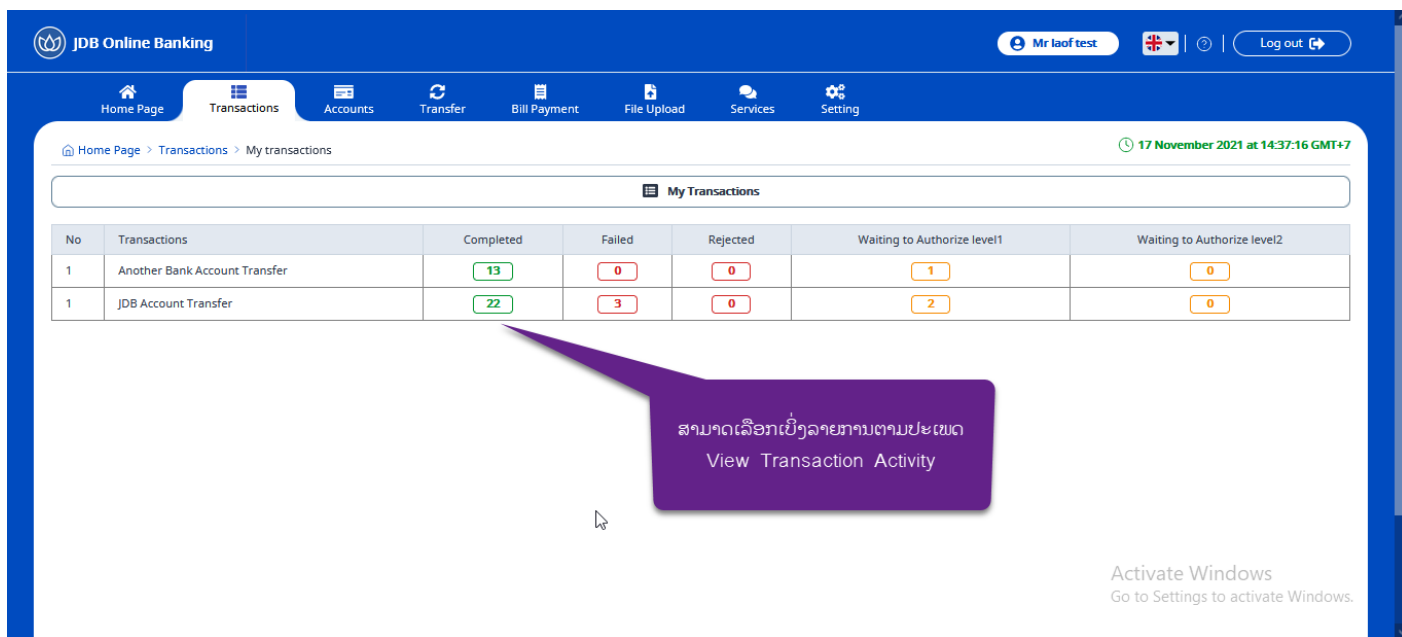 JDB Online Banking
Mr laof test
Log out
Home Page
Transactions
Accounts
Transfer
Bill Payment
File Upload
Services
Setting
Home Page > Transactions > My transactions
17 November 2021 at 14:37:16 GMT+7
My Transactions
No Transactions Completed Failed Rejected Waiting to Authorize level1 Waiting to Authorize level2
1 Another Bank Account Transfer 13 0 0 1 0
1 JDB Account Transfer 22 3 0 2 0
ສາມາດເລືອກເບິ່ງລາຍການຕາມປະເພດ
View Transaction Activity
Activate Windows
Go to Settings to activate Windows.